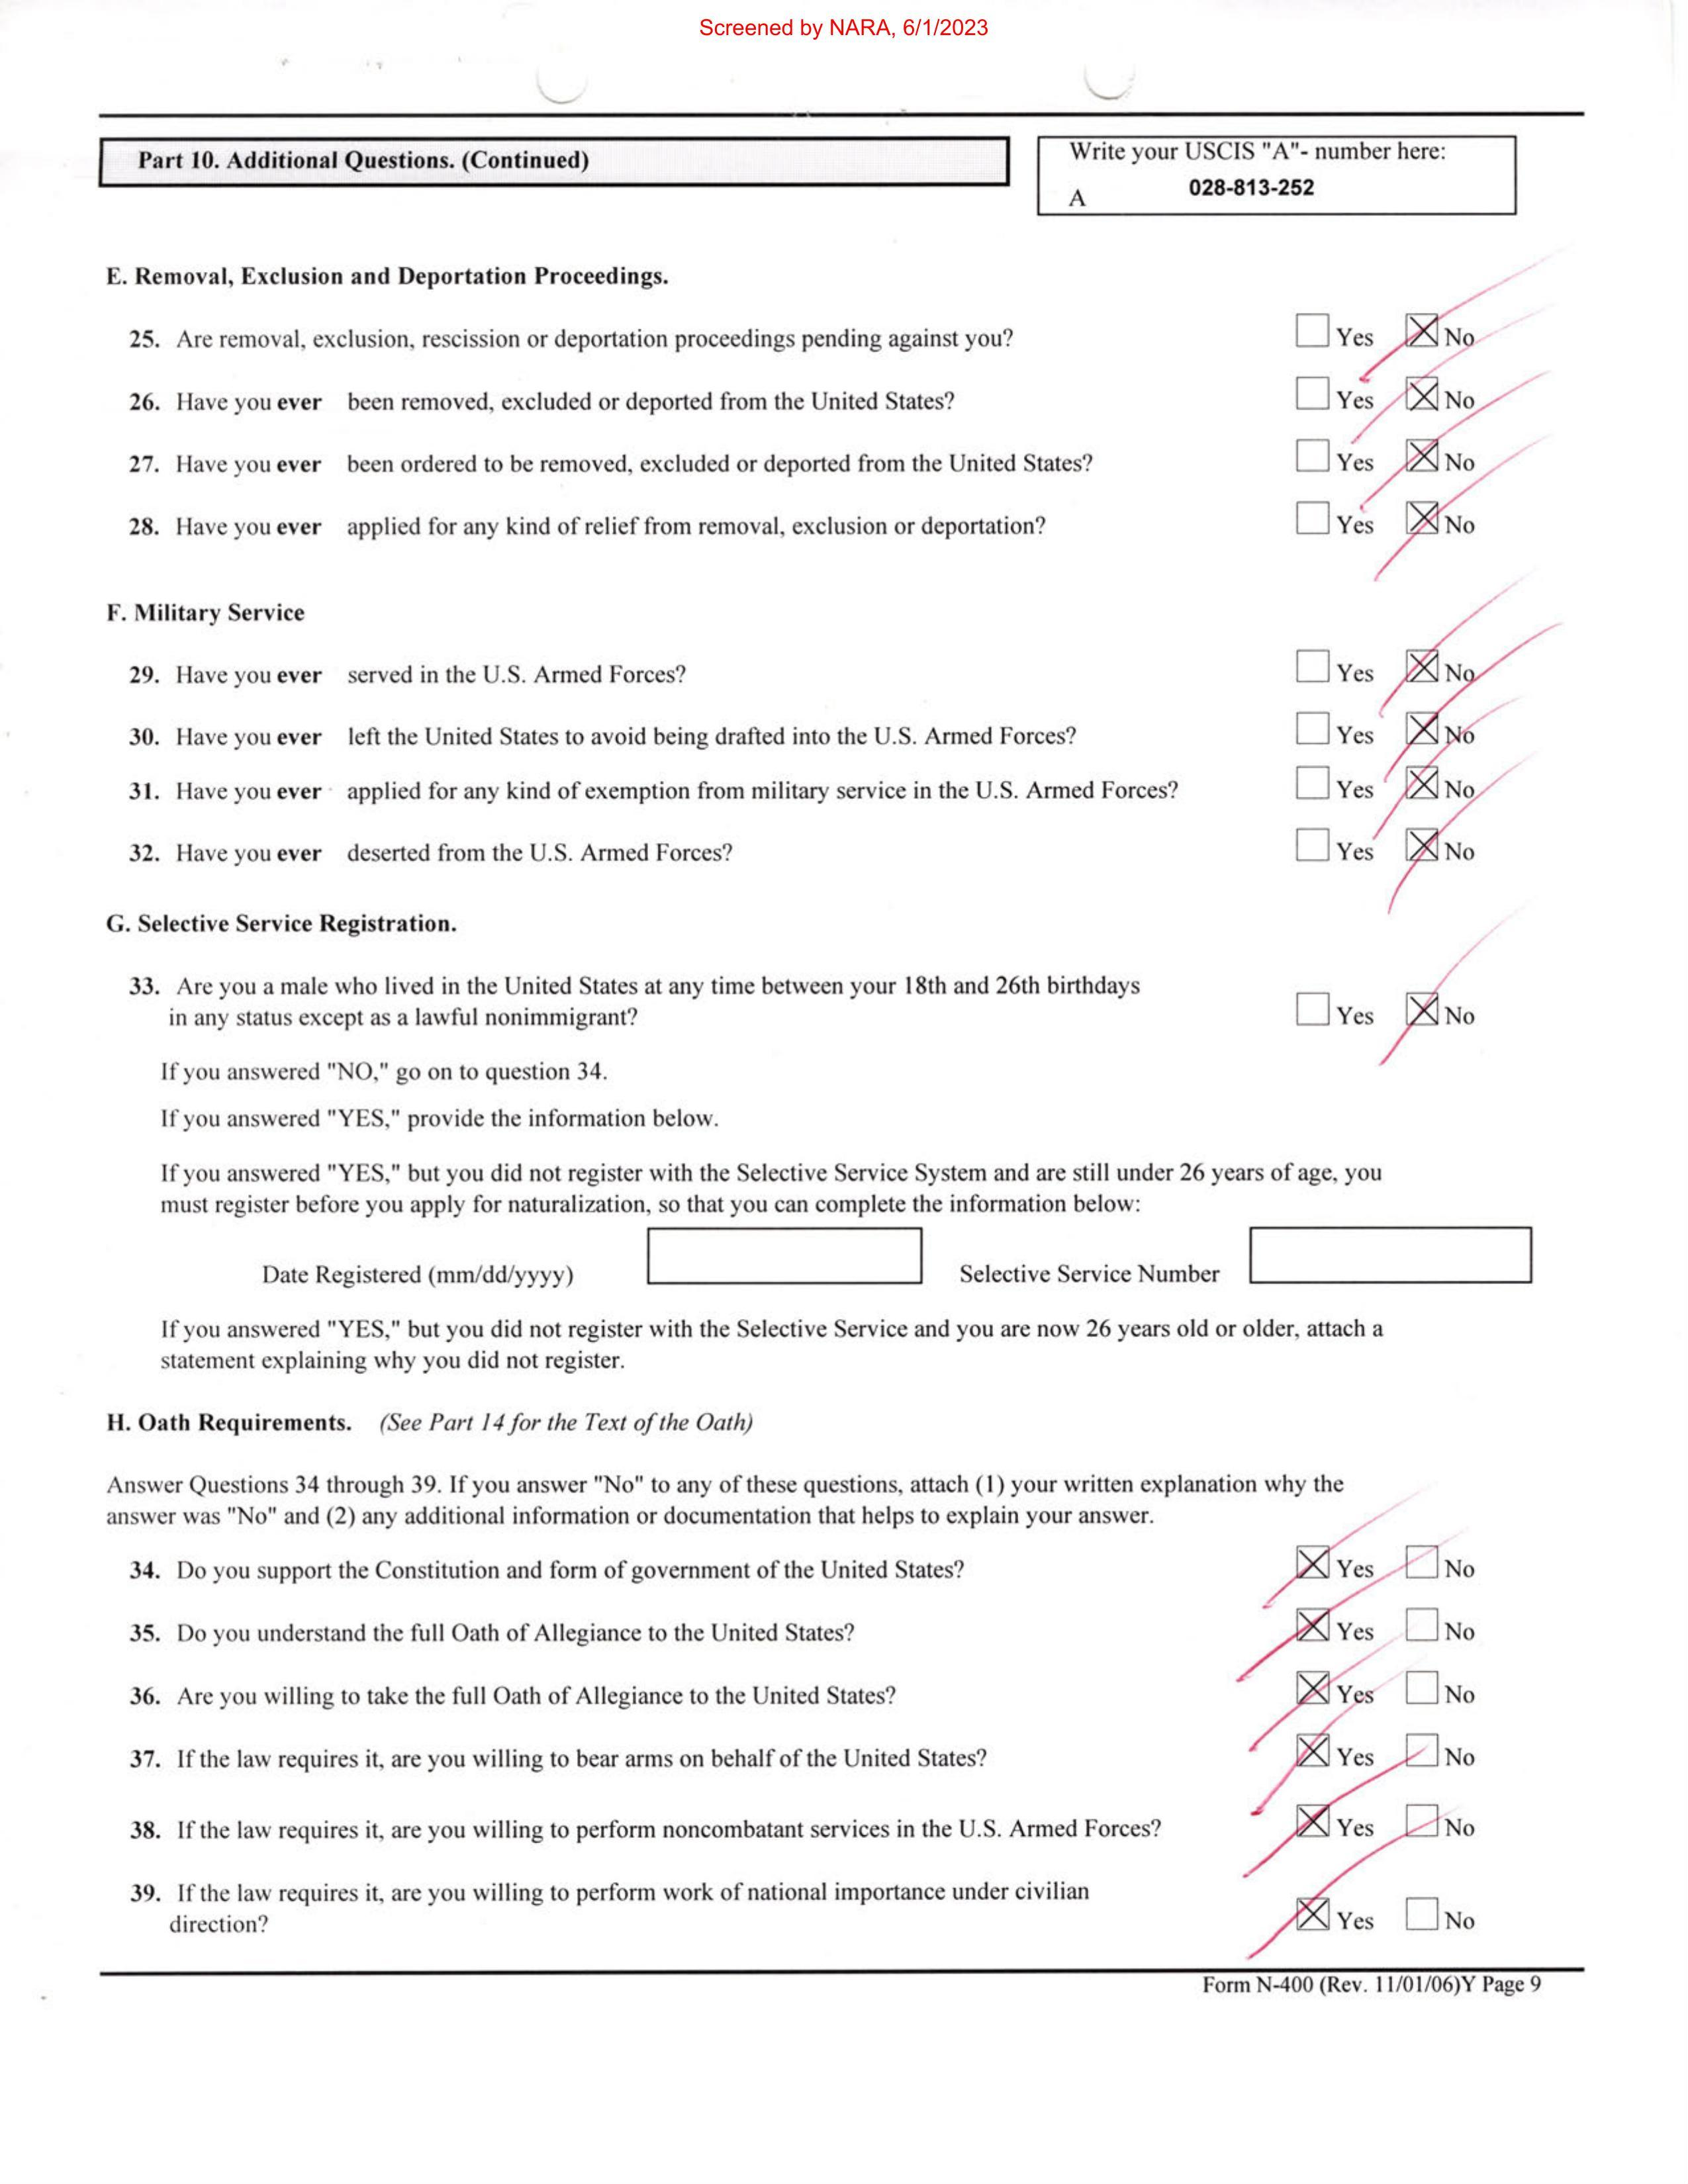 Screened by NARA, 6/1/2023
Part 10. Additional Questions. (Continued)
Write your USCIS "A"- number here:
A 028-813-252
E. Removal, Exclusion and Deportation Proceedings.
25. Are removal, exclusion, rescission or deportation proceedings pending against you? Yes No
26. Have you ever been removed, excluded or deported from the United States? Yes No
27. Have you ever been ordered to be removed, excluded or deported from the United States? Yes No
28. Have you ever applied for any kind of relief from removal, exclusion or deportation? Yes No
F. Military Service
29. Have you ever served in the U.S. Armed Forces? Yes No
30. Have you ever left the United States to avoid being drafted into the U.S. Armed Forces? Yes No
31. Have you ever applied for any kind of exemption from military service in the U.S. Armed Forces? Yes No
32. Have you ever deserted from the U.S. Armed Forces? Yes No
G. Selective Service Registration.
33. Are you a male who lived in the United States at any time between your 18th and 26th birthdays
in any status except as a lawful nonimmigrant? Yes No
If you answered "NO," go on to question 34.
If you answered "YES," provide the information below.
If you answered "YES," but you did not register with the Selective Service System and are still under 26 years of age, you
must register before you apply for naturalization, so that you can complete the information below:
Date Registered (mm/dd/yyyy) Selective Service Number
If you answered "YES," but you did not register with the Selective Service and you are now 26 years old or older, attach a
statement explaining why you did not register.
H. Oath Requirements. (See Part 14 for the Text of the Oath)
Answer Questions 34 through 39. If you answer "No" to any of these questions, attach (1) your written explanation why the
answer was "No" and (2) any additional information or documentation that helps to explain your answer.
34. Do you support the Constitution and form of government of the United States? Yes No
35. Do you understand the full Oath of Allegiance to the United States? Yes No
36. Are you willing to take the full Oath of Allegiance to the United States? Yes No
37. If the law requires it, are you willing to bear arms on behalf of the United States? Yes No
38. If the law requires it, are you willing to perform noncombatant services in the U.S. Armed Forces? Yes No
39. If the law requires it, are you willing to perform work of national importance under civilian
direction? Yes No
Form N-400 (Rev. 11/01/06)Y Page 9